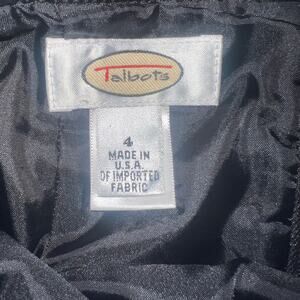 Talbots
4
MADE IN
U.S.A.
OF IMPORTED
FABRIC